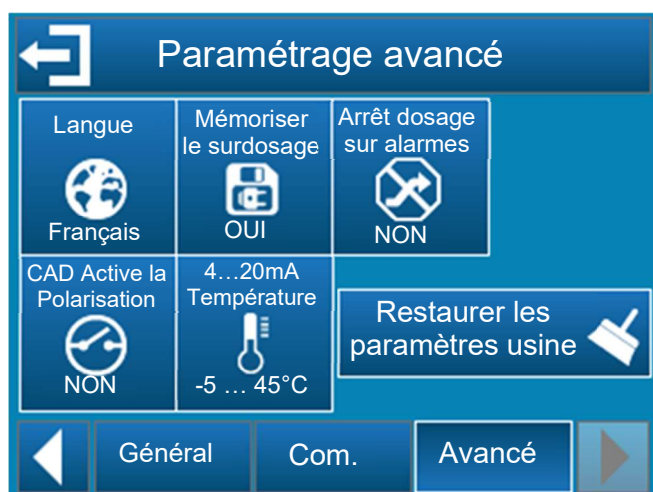 Paramétrage avancé
Langue
Français
Mémoriser
le surdosage
OUI
Arrêt dosage
sur alarmes
NON
CAD Active la
Polarisation
NON
4…20mA
Température
-5 … 45°C
Restaurer les
paramètres usine
Général
Com.
Avancé